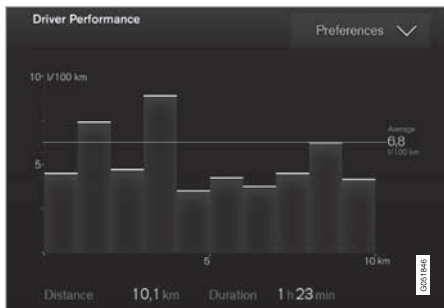 Driver Performance
Preferences
10- l/100 km
Average
6,8
l/100 km
5
5
10 km
G051846
Distance 10,1 km Duration 1 h 23 min